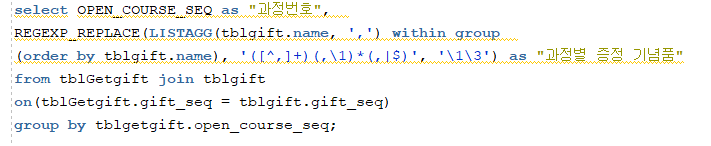 select OPEN_COURSE_SEQ as "과정번호",
REGEXP_REPLACE(LISTAGG(tblgift.name, ',') within group
(order by tblgift.name), '([^,]+)(,\1)*(,|$)', '\1\3') as "과정별 증정 기념품"
from tblGetgift join tblgift
on(tblGetgift.gift_seq = tblgift.gift_seq)
group by tblgetgift.open_course_seq;